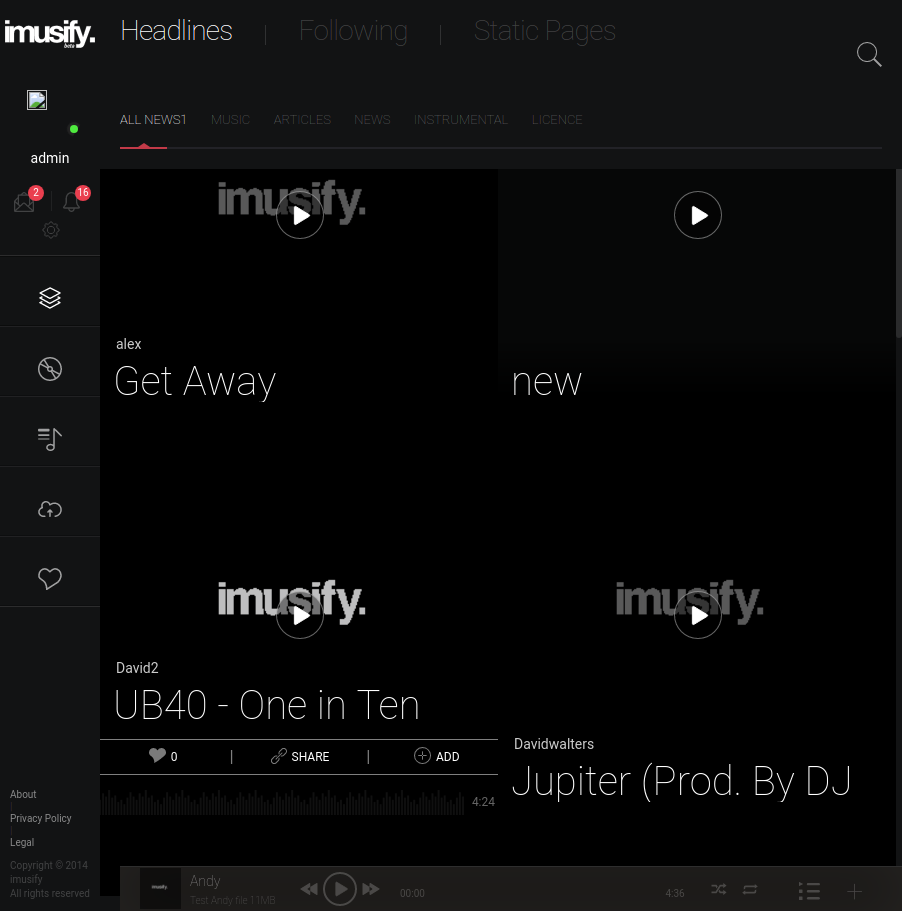 imusify.
beta
Headlines
Following
Static Pages
admin
2
16
ALL NEWS1
MUSIC
ARTICLES
NEWS
INSTRUMENTAL
LICENCE
imusify.
alex
Get Away
new
imusify.
David2
UB40 - One in Ten
0
SHARE
ADD
4:24
imusify.
Davidwalters
Jupiter (Prod. By DJ
About
Privacy Policy
Legal
Copyright © 2014
imusify
All rights reserved
imusify.
Andy
Test Andy file 11MB
00:00
4:36